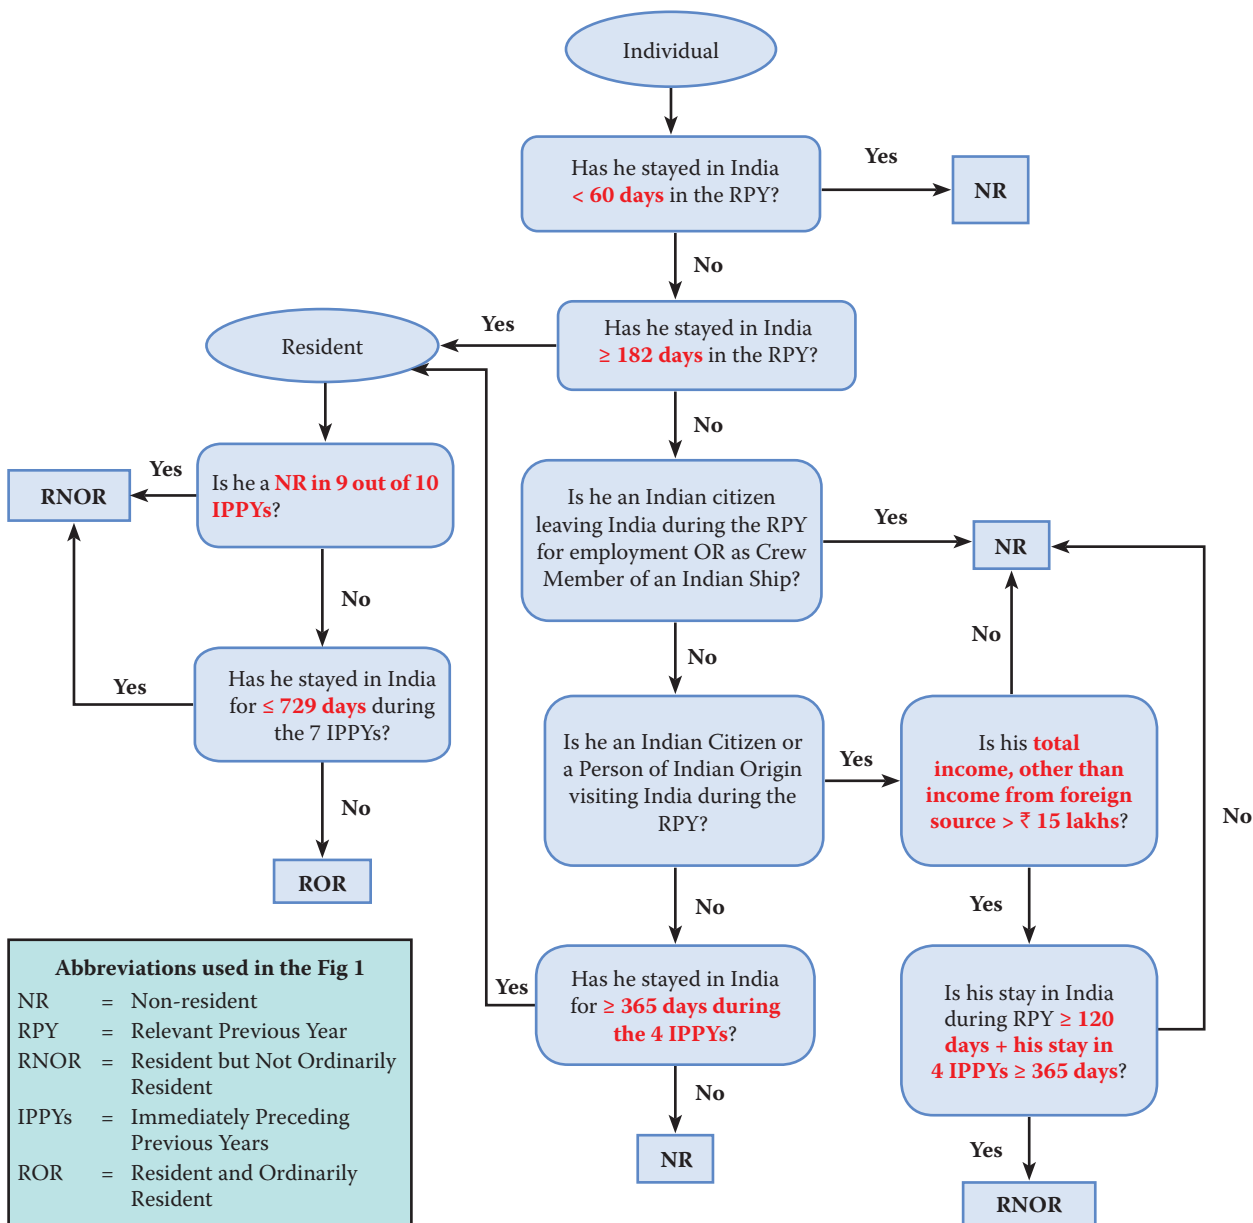 Individual
Has he stayed in India
< 60 days in the RPY?
Yes
NR
No
Has he stayed in India
≥ 182 days in the RPY?
Yes
Resident
No
Is he a NR in 9 out of 10
IPPYs?
Yes
RNOR
No
Has he stayed in India
for ≤ 729 days during
the 7 IPPYs?
Yes
No
ROR
Is he an Indian citizen
leaving India during the RPY
for employment OR as Crew
Member of an Indian Ship?
Yes
NR
No
Is he an Indian Citizen or
a Person of Indian Origin
visiting India during the
RPY?
Yes
Is his total
income, other than
income from foreign
source > ₹ 15 lakhs?
No
Yes
No
Has he stayed in India
for ≥ 365 days during
the 4 IPPYs?
Yes
No
NR
Is his stay in India
during RPY ≥ 120
days + his stay in
4 IPPYs ≥ 365 days?
No
Yes
RNOR
Abbreviations used in the Fig 1
NR = Non-resident
RPY = Relevant Previous Year
RNOR = Resident but Not Ordinarily
Resident
IPPYs = Immediately Preceding
Previous Years
ROR = Resident and Ordinarily
Resident